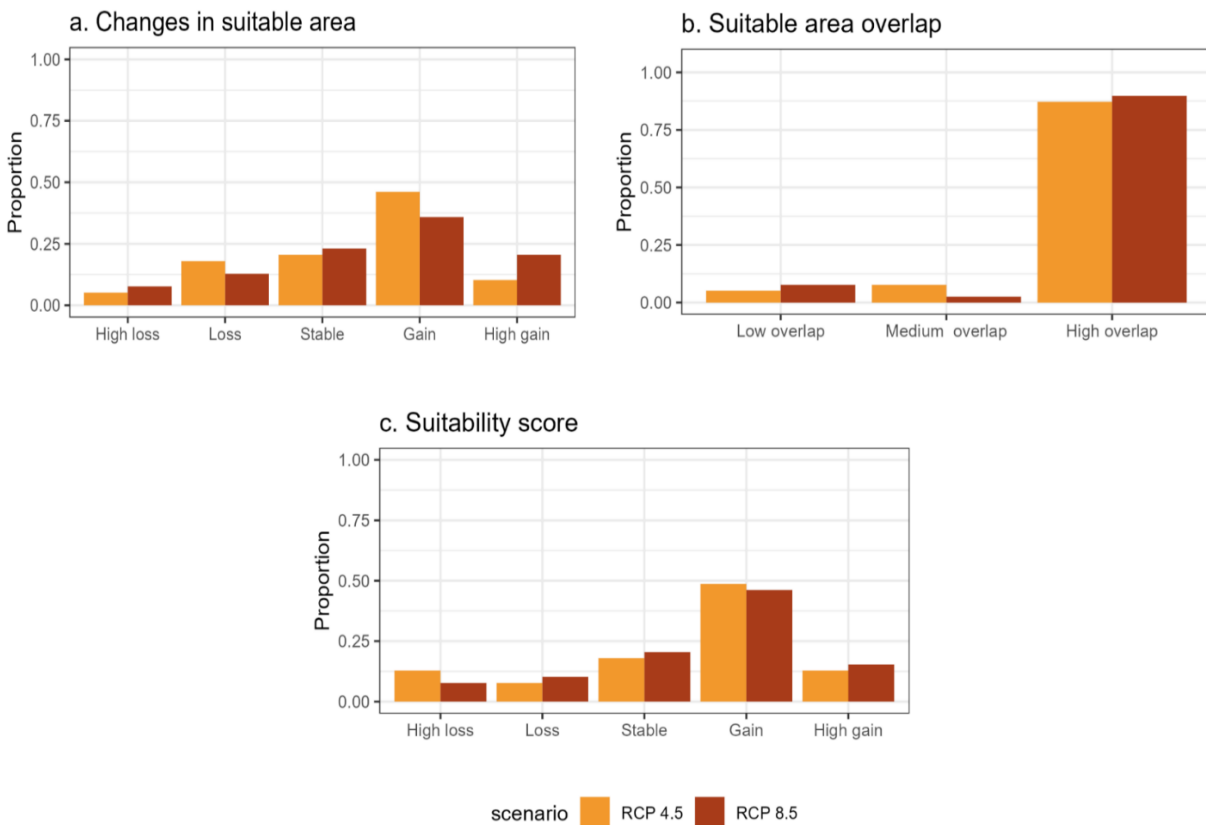 a. Changes in suitable area
1.00
0.75
0.50
0.25
0.00
Proportion
High loss Loss Stable Gain High gain
b. Suitable area overlap
1.00
0.75
0.50
0.25
0.00
Proportion
Low overlap Medium overlap High overlap
c. Suitability score
1.00
0.75
0.50
0.25
0.00
Proportion
High loss Loss Stable Gain High gain
scenario RCP 4.5 RCP 8.5